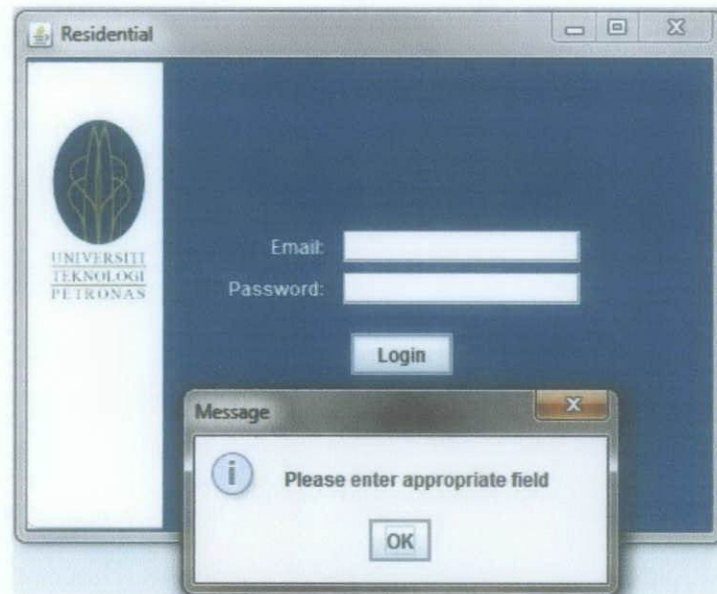 Residential
UNIVERSITI
TEKNOLOGI
PETRONAS
Email:
Password:
Login
Message
i
Please enter appropriate field
OK